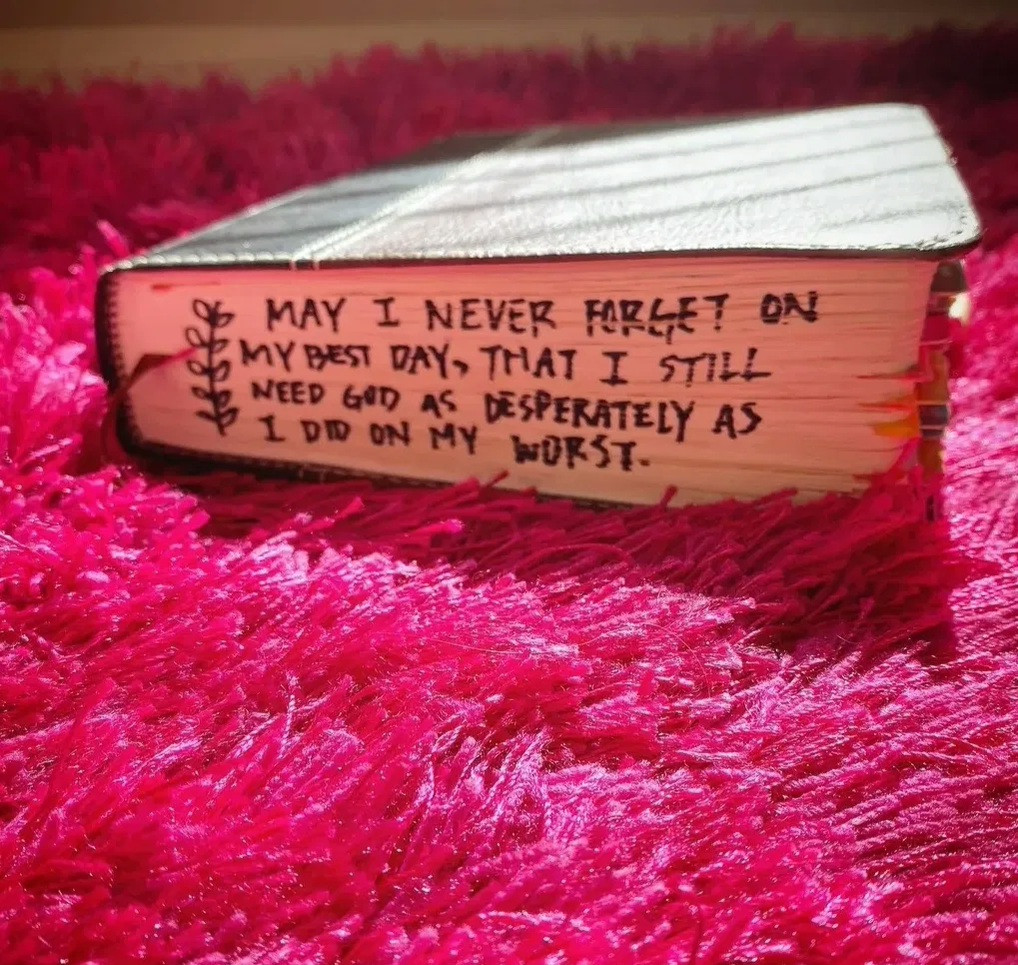 MAY I NEVER FORGET ON
MY BEST DAY, THAT I STILL
NEED GOD AS DESPERATELY AS
I DID ON MY WORST.